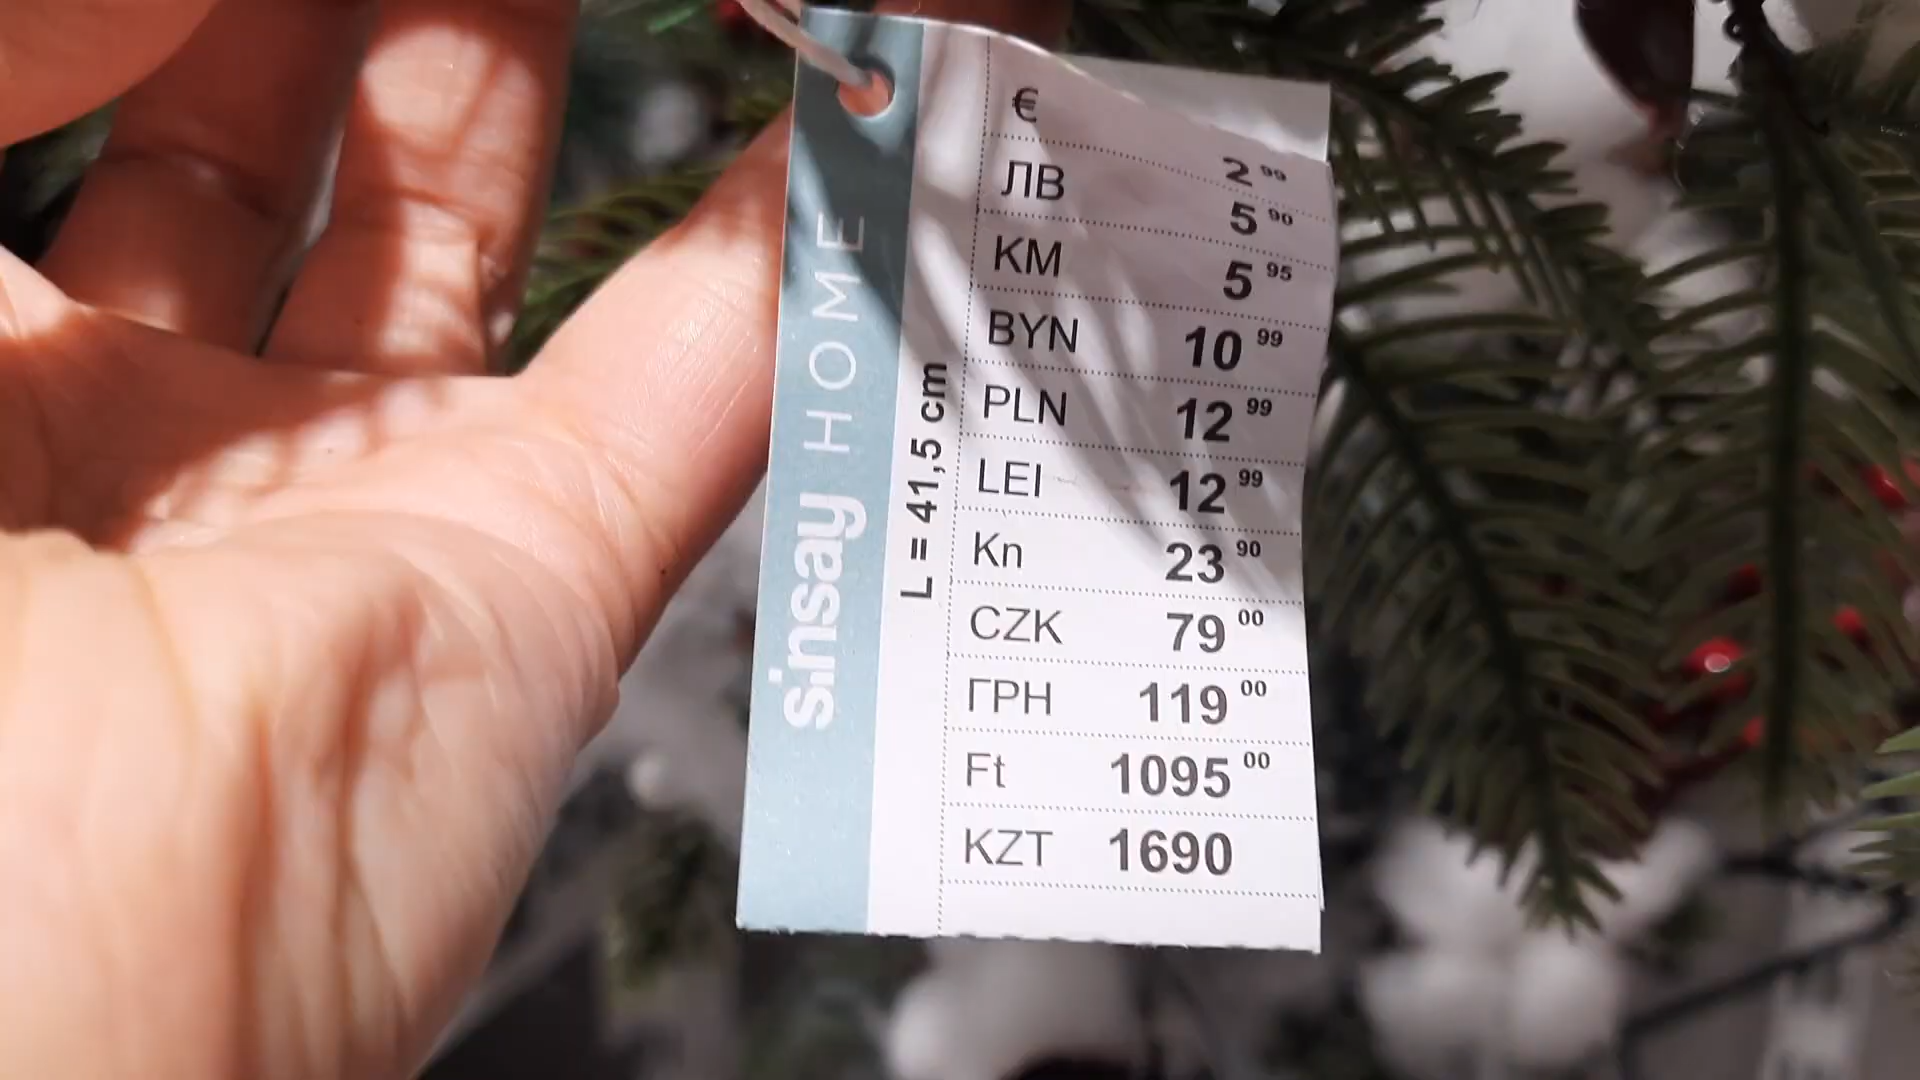 sinsay HOME
L = 41,5 cm
€ 2 99
ЛВ 5 90
KM 5 95
BYN 10 99
PLN 12 99
LEI 12 99
Kn 23 90
CZK 79 00
ГРН 119 00
Ft 1095 00
KZT 1690